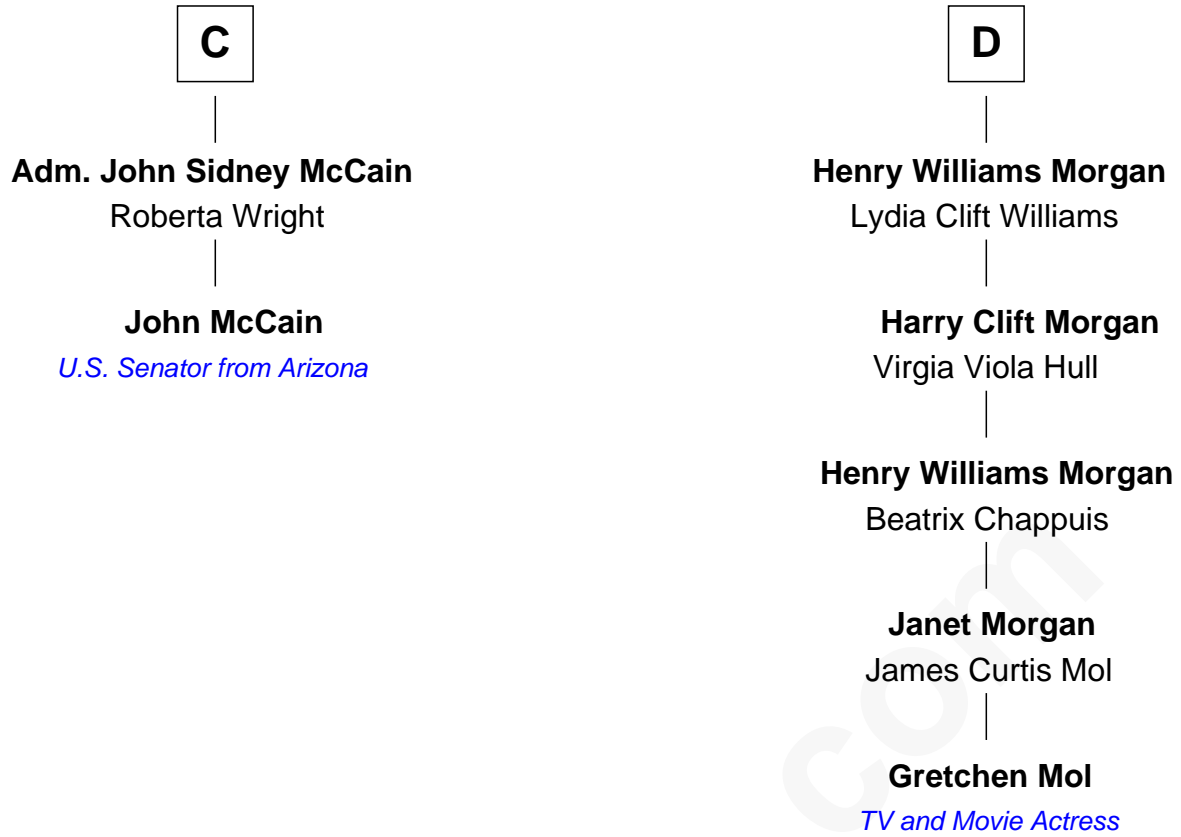 C
Adm. John Sidney McCain
Roberta Wright
John McCain
U.S. Senator from Arizona
D
Henry Williams Morgan
Lydia Clift Williams
Harry Clift Morgan
Virgia Viola Hull
Henry Williams Morgan
Beatrix Chappuis
Janet Morgan
James Curtis Mol
Gretchen Mol
TV and Movie Actress
com